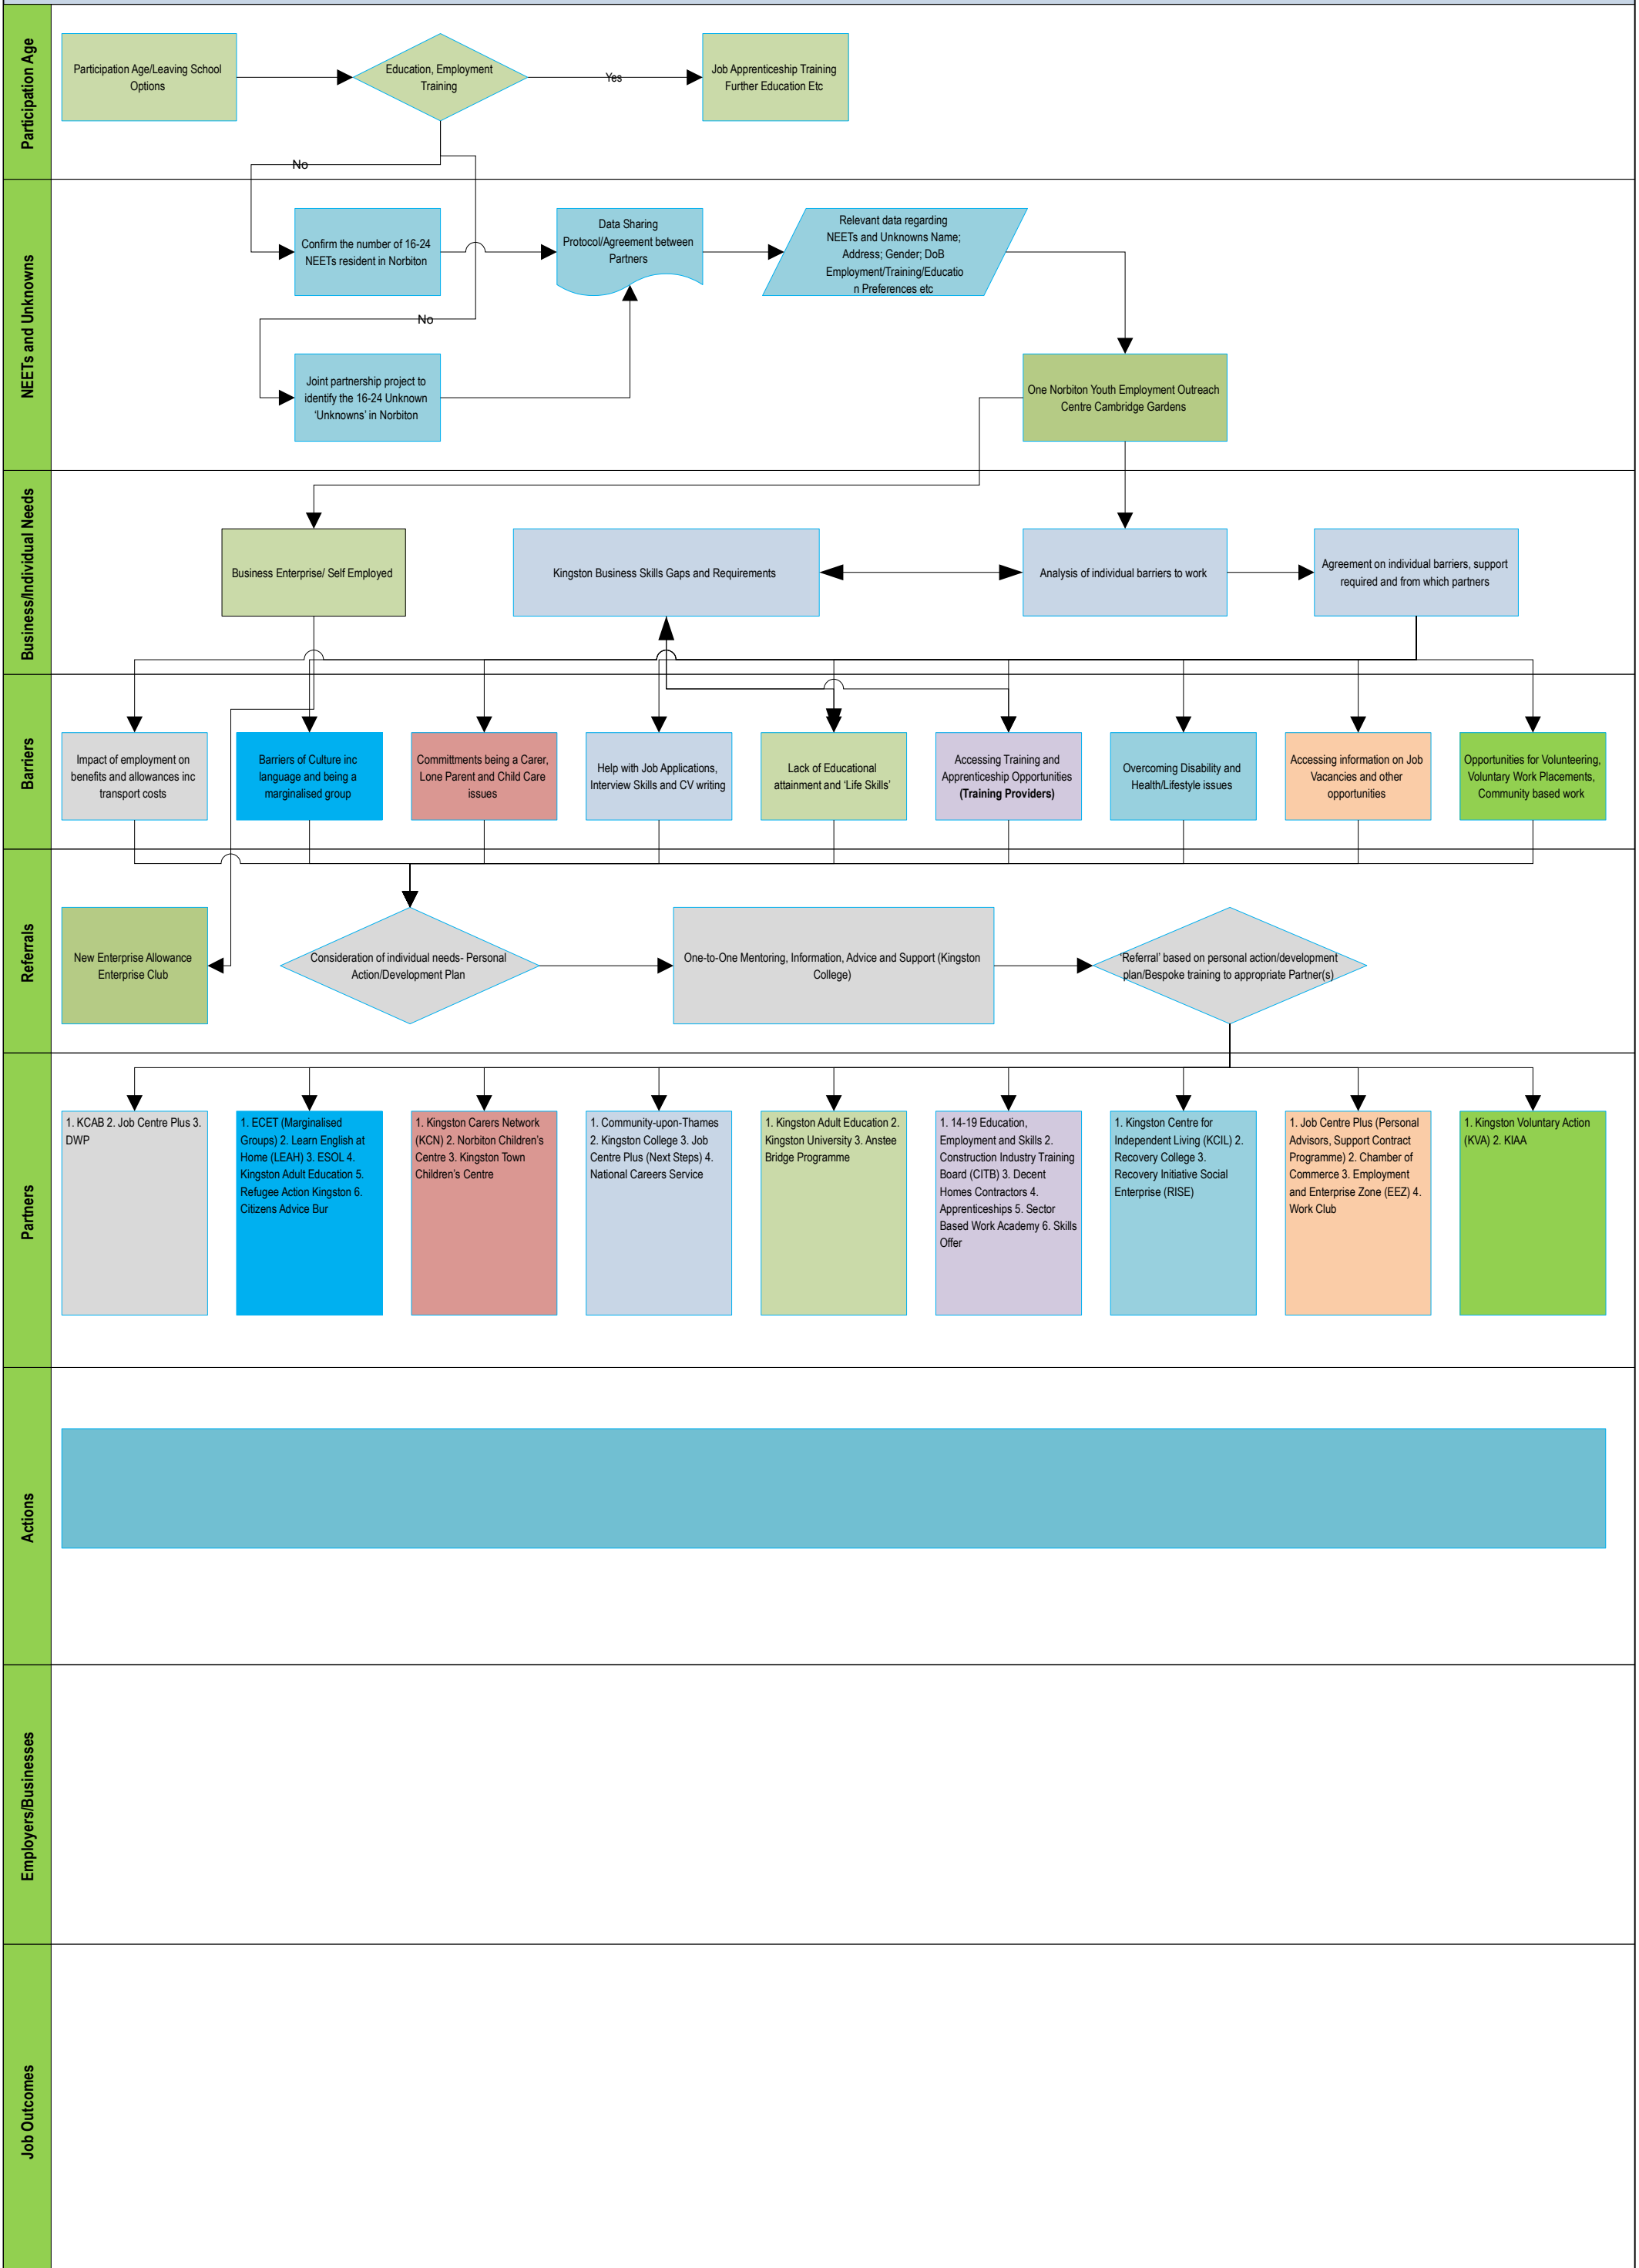 Participation Age
Participation Age/Leaving School
Options
Education, Employment
Training
Yes
Job Apprenticeship Training
Further Education Etc
No
NEETs and Unknowns
Confirm the number of 16-24
NEETs resident in Norbiton
Data Sharing
Protocol/Agreement between
Partners
Relevant data regarding
NEETs and Unknowns Name;
Address; Gender; DoB
Employment/Training/Educatio
n Preferences etc
No
Joint partnership project to
identify the 16-24 Unknown
‘Unknowns’ in Norbiton
One Norbiton Youth Employment Outreach
Centre Cambridge Gardens
Business/Individual Needs
Business Enterprise/ Self Employed
Kingston Business Skills Gaps and Requirements
Analysis of individual barriers to work
Agreement on individual barriers, support
required and from which partners
Barriers
Impact of employment on
benefits and allowances inc
transport costs
Barriers of Culture inc
language and being a
marginalised group
Committments being a Carer,
Lone Parent and Child Care
issues
Help with Job Applications,
Interview Skills and CV writing
Lack of Educational
attainment and ‘Life Skills’
Accessing Training and
Apprenticeship Opportunities
(Training Providers)
Overcoming Disability and
Health/Lifestyle issues
Accessing information on Job
Vacancies and other
opportunities
Opportunities for Volunteering,
Voluntary Work Placements,
Community based work
Referrals
New Enterprise Allowance
Enterprise Club
Consideration of individual needs- Personal
Action/Development Plan
One-to-One Mentoring, Information, Advice and Support (Kingston
College)
‘Referral’ based on personal action/development
plan/Bespoke training to appropriate Partner(s)
Partners
1. KCAB 2. Job Centre Plus 3.
DWP
1. ECET (Marginalised
Groups) 2. Learn English at
Home (LEAH) 3. ESOL 4.
Kingston Adult Education 5.
Refugee Action Kingston 6.
Citizens Advice Bur
1. Kingston Carers Network
(KCN) 2. Norbiton Children’s
Centre 3. Kingston Town
Children’s Centre
1. Community-upon-Thames
2. Kingston College 3. Job
Centre Plus (Next Steps) 4.
National Careers Service
1. Kingston Adult Education 2.
Kingston University 3. Anstee
Bridge Programme
1. 14-19 Education,
Employment and Skills 2.
Construction Industry Training
Board (CITB) 3. Decent
Homes Contractors 4.
Apprenticeships 5. Sector
Based Work Academy 6. Skills
Offer
1. Kingston Centre for
Independent Living (KCIL) 2.
Recovery College 3.
Recovery Initiative Social
Enterprise (RISE)
1. Job Centre Plus (Personal
Advisors, Support Contract
Programme) 2. Chamber of
Commerce 3. Employment
and Enterprise Zone (EEZ) 4.
Work Club
1. Kingston Voluntary Action
(KVA) 2. KIAA
Actions
Employers/Businesses
Job Outcomes